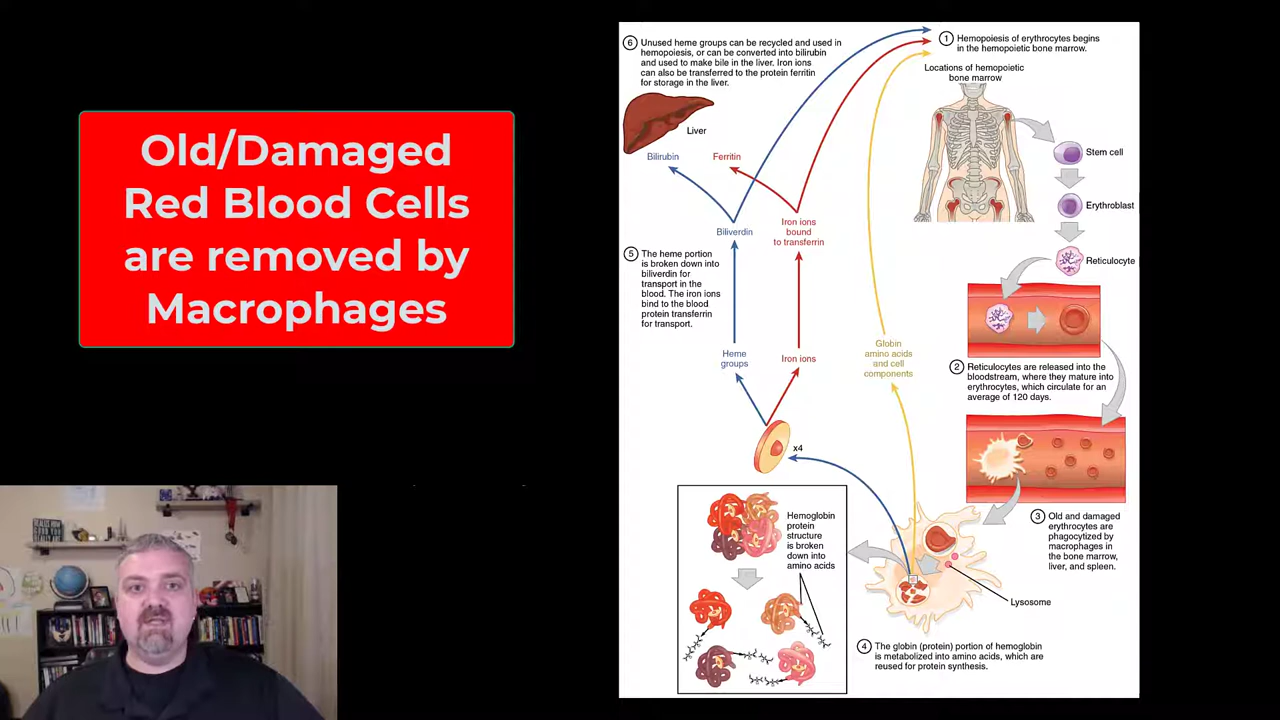 Old/Damaged
Red Blood Cells
are removed by
Macrophages
6 Unused heme groups can be recycled and used in
hemopoiesis, or can be converted into bilirubin
and used to make bile in the liver. Iron ions
can also be transferred to the protein ferritin
for storage in the liver.
Liver
Bilirubin
Ferritin
Biliverdin
Iron ions
bound
to transferrin
5 The heme portion
is broken down into
biliverdin for
transport in the
blood. The iron ions
bind to the blood
protein transferrin
for transport.
Heme
groups
Iron ions
Globin
amino acids
and cell
components
x4
1 Hemopoiesis of erythrocytes begins
in the hemopoietic bone marrow.
Locations of hemopoietic
bone marrow
Stem cell
Erythroblast
Reticulocyte
2 Reticulocytes are released into the
bloodstream, where they mature into
erythrocytes, which circulate for an
average of 120 days.
3 Old and damaged
erythrocytes are
phagocytized by
macrophages in
the bone marrow,
liver, and spleen.
Lysosome
Hemoglobin
protein
structure
is broken
down into
amino acids
4 The globin (protein) portion of hemoglobin
is metabolized into amino acids, which are
reused for protein synthesis.